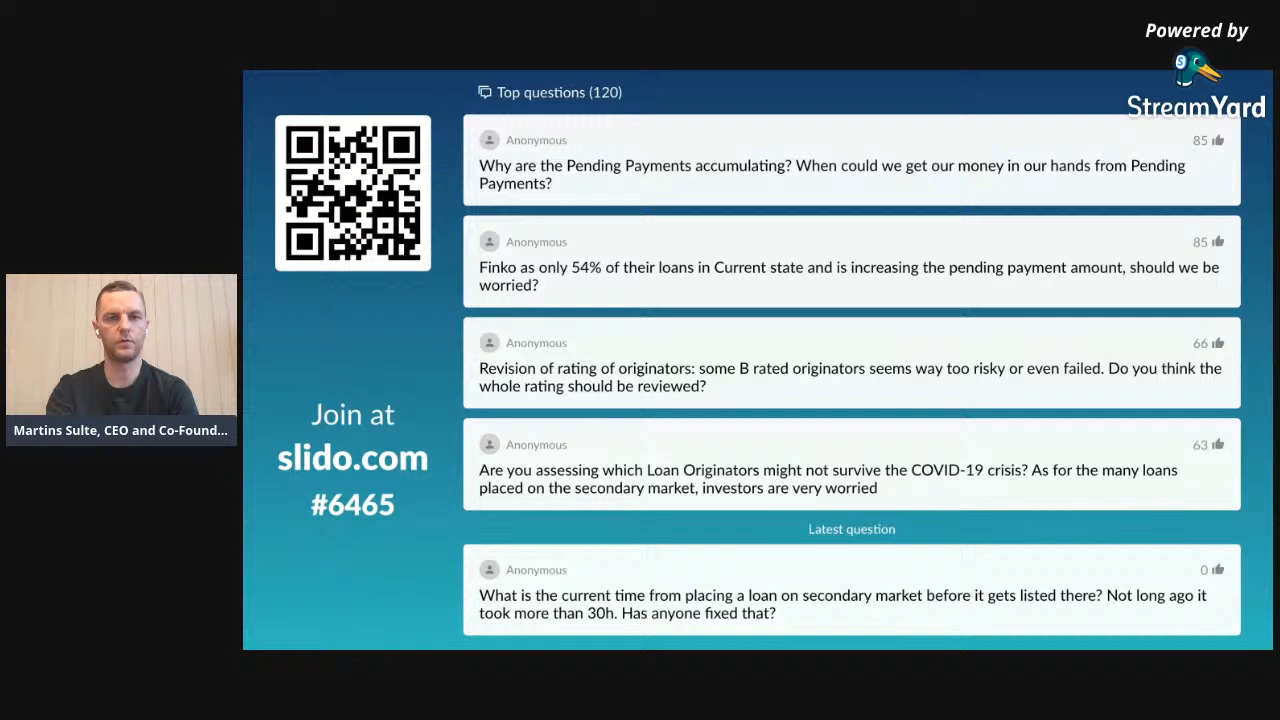 Powered by
StreamYard
Top questions (120)
Anonymous
85
Why are the Pending Payments accumulating? When could we get our money in our hands from Pending
Payments?
Anonymous
85
Finko as only 54% of their loans in Current state and is increasing the pending payment amount, should we be
worried?
Anonymous
66
Revision of rating of originators: some B rated originators seems way too risky or even failed. Do you think the
whole rating should be reviewed?
Anonymous
63
Are you assessing which Loan Originators might not survive the COVID-19 crisis? As for the many loans
placed on the secondary market, investors are very worried
Latest question
Anonymous
0
What is the current time from placing a loan on secondary market before it gets listed there? Not long ago it
took more than 30h. Has anyone fixed that?
Join at
slido.com
#6465
Martins Sulte, CEO and Co-Found...